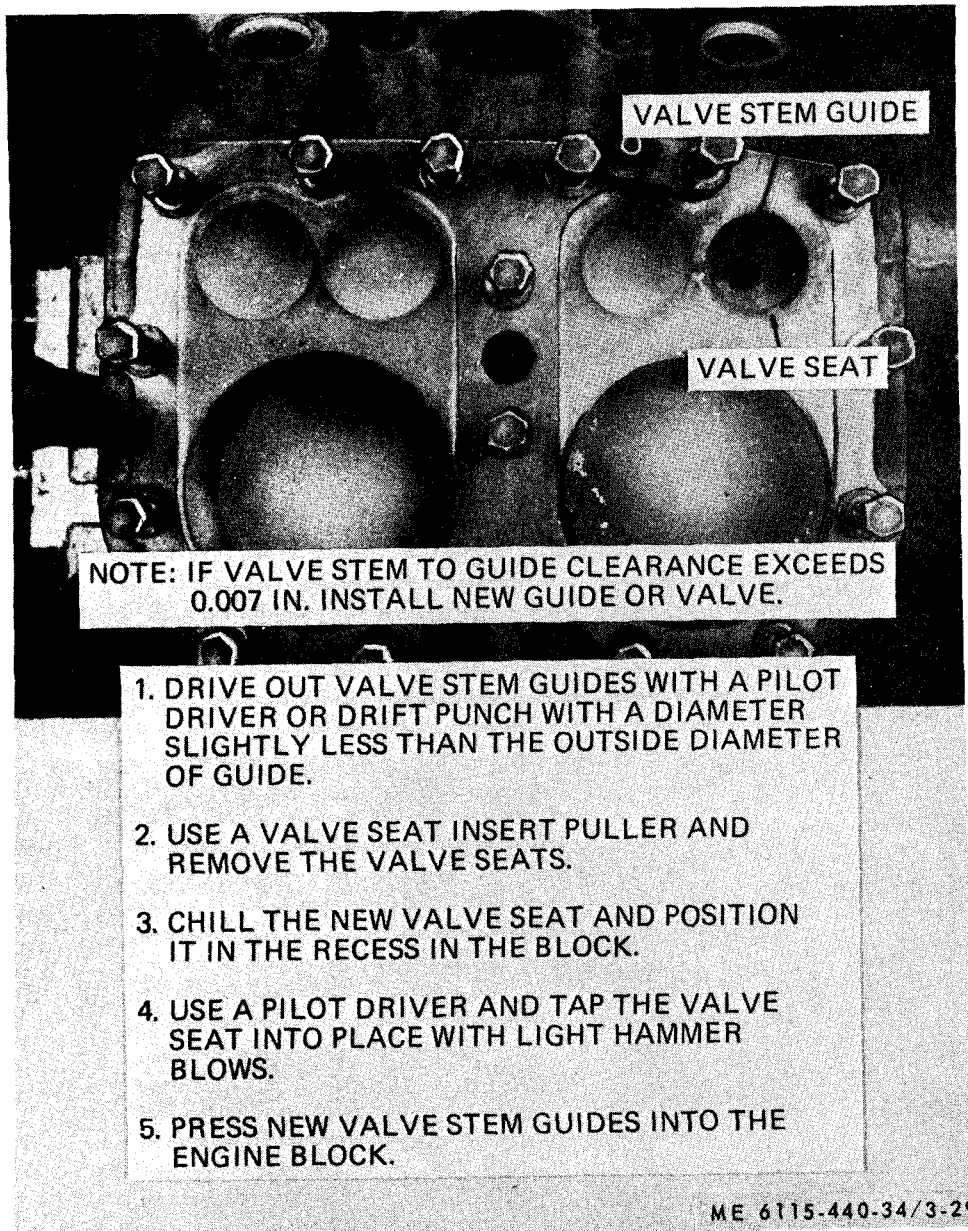 VALVE STEM GUIDE
VALVE SEAT
NOTE: IF VALVE STEM TO GUIDE CLEARANCE EXCEEDS
0.007 IN. INSTALL NEW GUIDE OR VALVE.
1. DRIVE OUT VALVE STEM GUIDES WITH A PILOT
DRIVER OR DRIFT PUNCH WITH A DIAMETER
SLIGHTLY LESS THAN THE OUTSIDE DIAMETER
OF GUIDE.
2. USE A VALVE SEAT INSERT PULLER AND
REMOVE THE VALVE SEATS.
3. CHILL THE NEW VALVE SEAT AND POSITION
IT IN THE RECESS IN THE BLOCK.
4. USE A PILOT DRIVER AND TAP THE VALVE
SEAT INTO PLACE WITH LIGHT HAMMER
BLOWS.
5. PRESS NEW VALVE STEM GUIDES INTO THE
ENGINE BLOCK.
ME